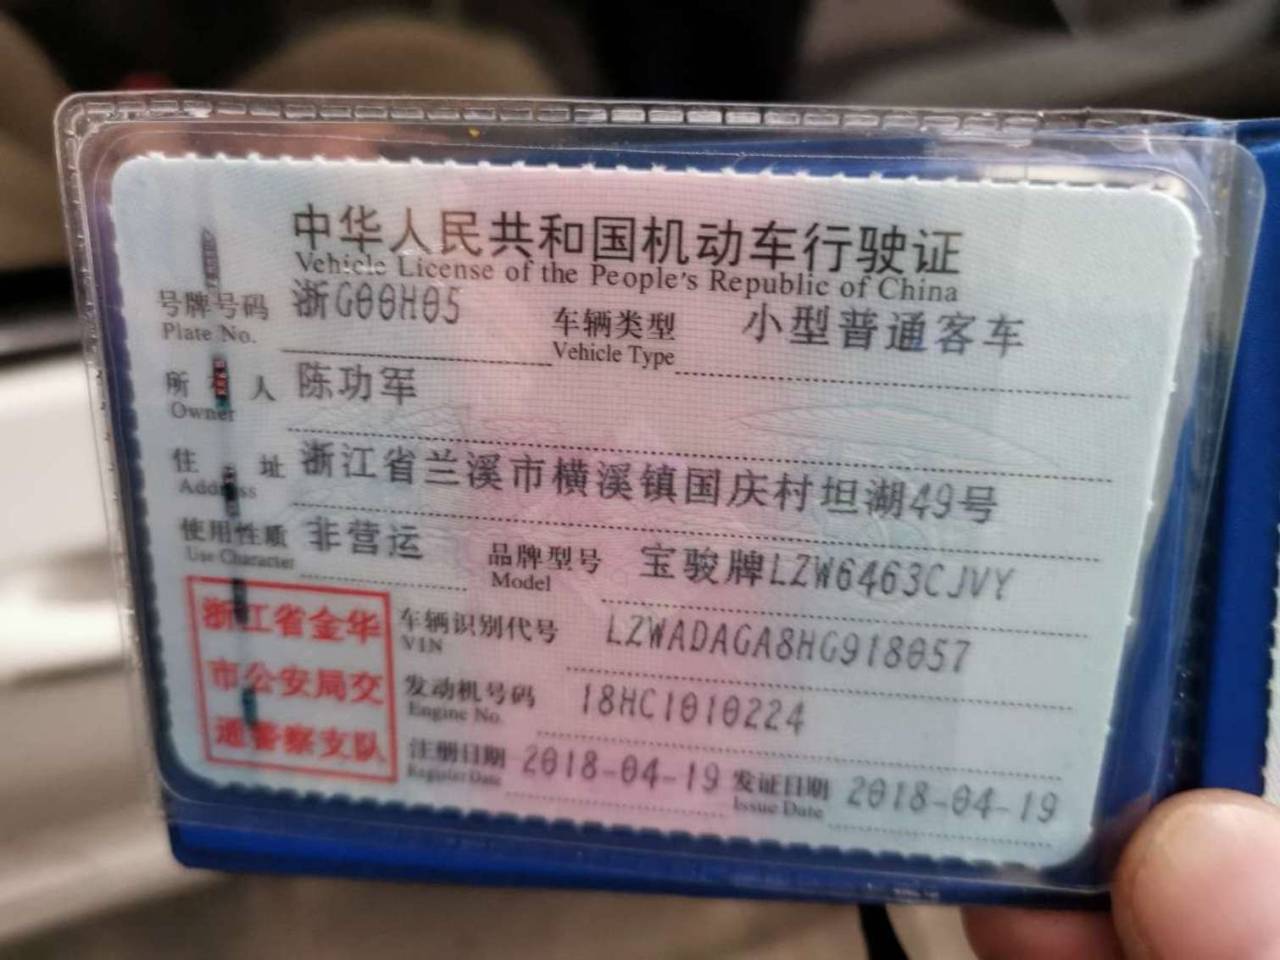 中华人民共和国机动车行驶证
Vehicle License of the People's Republic of China
号牌号码 浙G00H05 车辆类型 小型普通客车
Plate No. Vehicle Type
所有人 陈功军
Owner
住址 浙江省兰溪市横溪镇国庆村坦湖49号
Address
使用性质 非营运 品牌型号 宝骏牌LZW6463CJVY
Use Character Model
浙江省金华
市公安局交
通警察支队
车辆识别代号 LZWADAGA8HG918057
VIN
发动机号码 18HC1010224
Engine No.
注册日期 2018-04-19 发证日期 2018-04-19
Register Date Issue Date